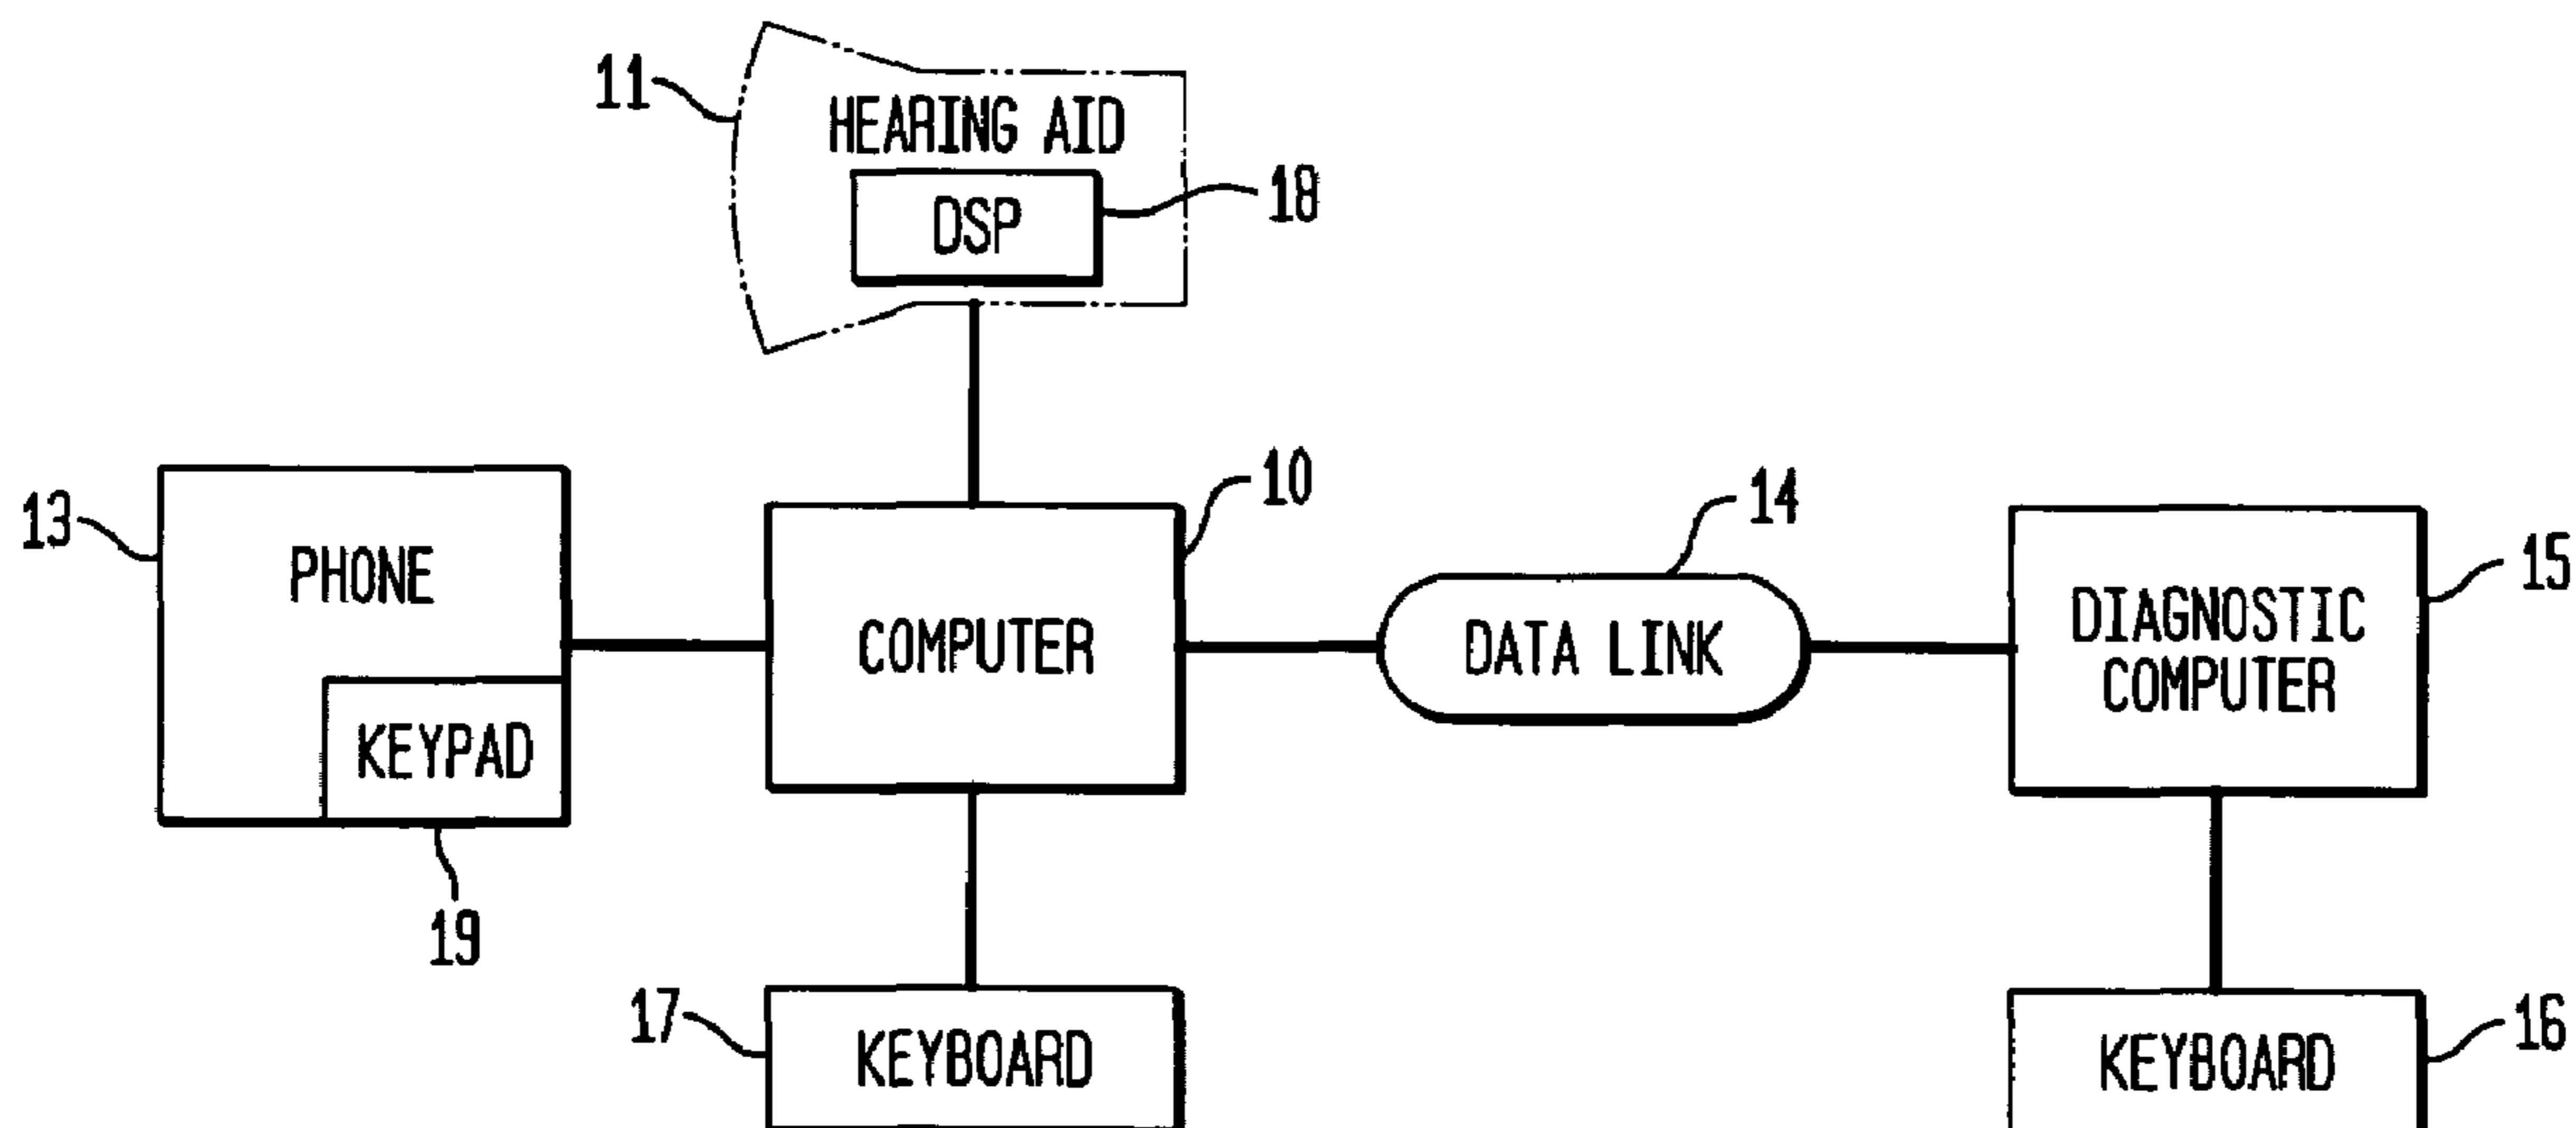 11
HEARING AID
DSP
18
13
PHONE
KEYPAD
19
10
COMPUTER
14
DATA LINK
15
DIAGNOSTIC
COMPUTER
17
KEYBOARD
16
KEYBOARD